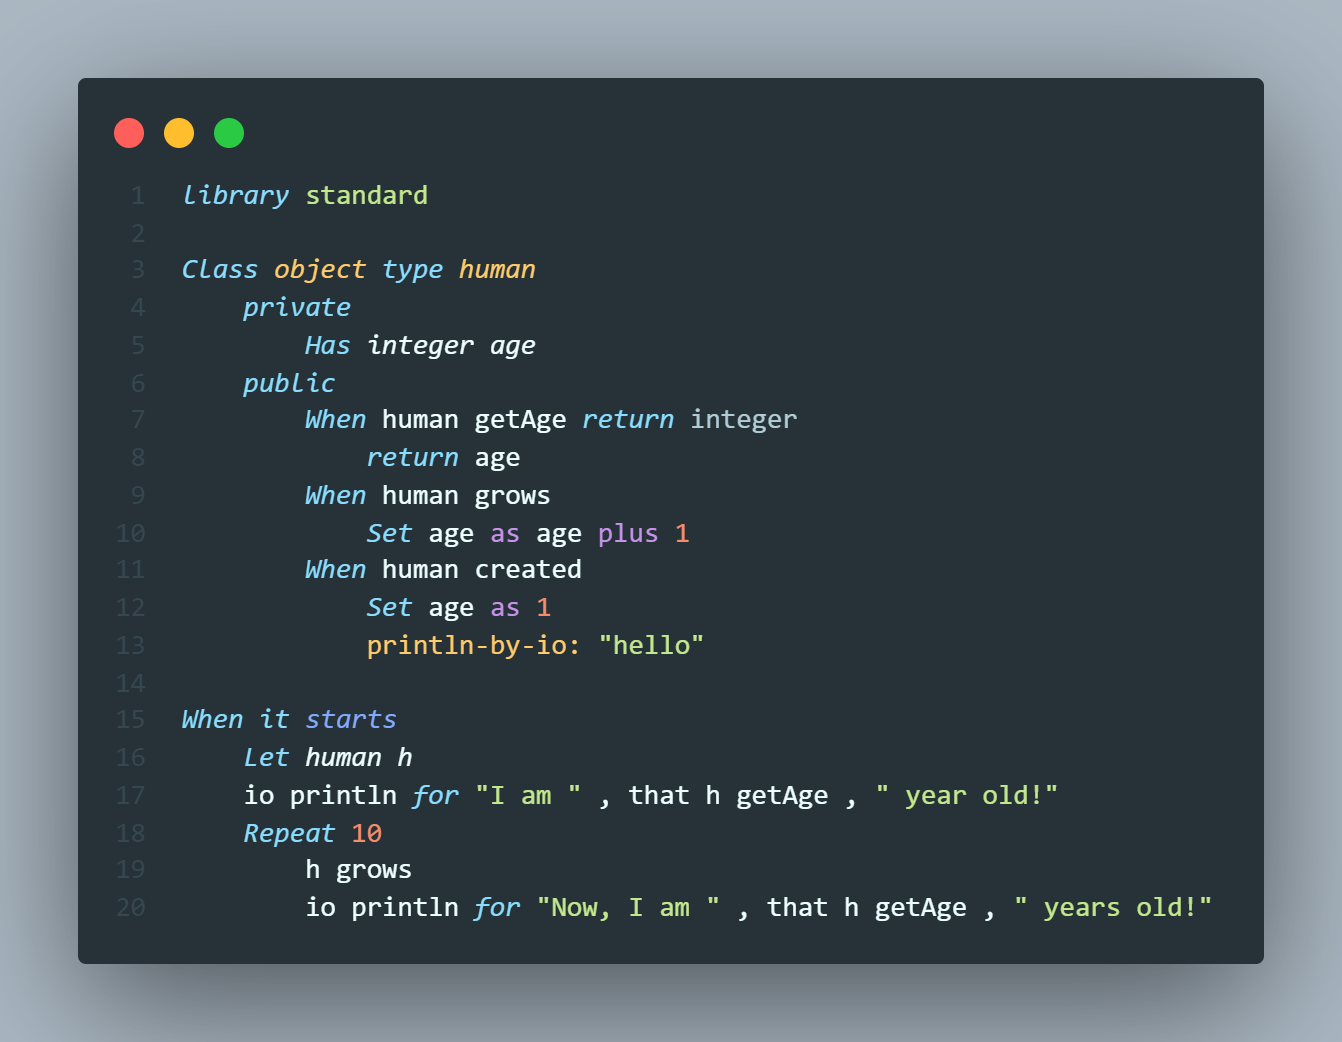 1 library standard
2
3 Class object type human
4     private
5         Has integer age
6     public
7         When human getAge return integer
8             return age
9         When human grows
10             Set age as age plus 1
11         When human created
12             Set age as 1
13             println-by-io: "hello"
14
15 When it starts
16     Let human h
17     io println for "I am " , that h getAge , " year old!"
18     Repeat 10
19         h grows
20         io println for "Now, I am " , that h getAge , " years old!"